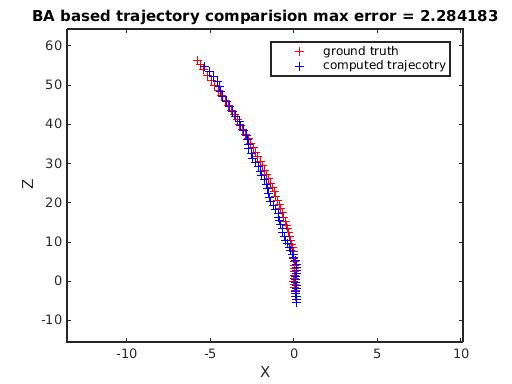 BA based trajectory comparision max error = 2.284183
ground truth
computed trajecotry
60
50
40
30
20
10
0
-10
Z
-10
-5
0
5
10
X